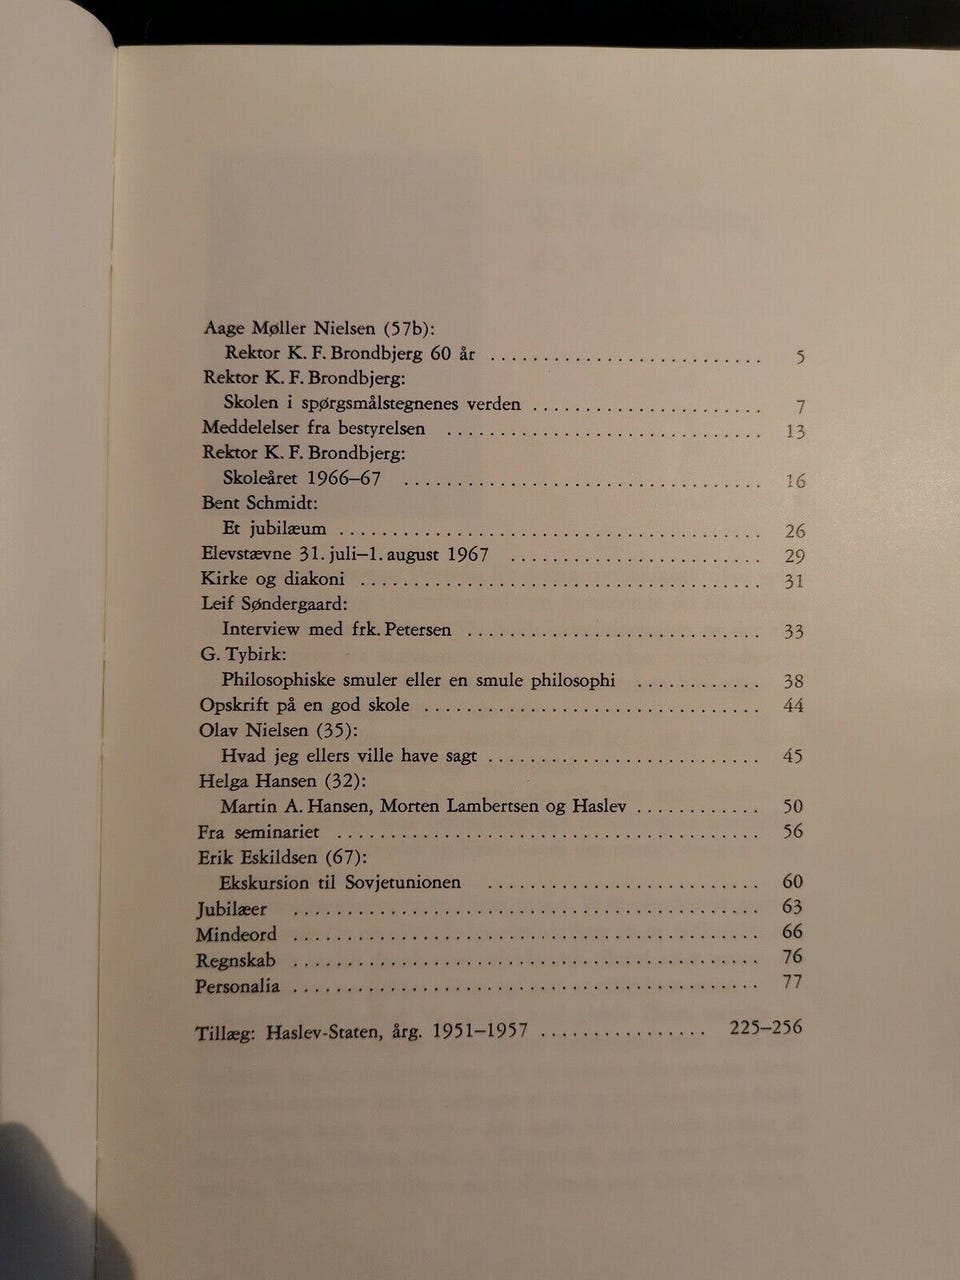 Aage Møller Nielsen (57b):
Rektor K. F. Brondbjerg 60 år ......................... 5
Rektor K. F. Brondbjerg:
Skolen i spørgsmålstegnenes verden ...................... 7
Meddelelser fra bestyrelsen .............................. 13
Rektor K. F. Brondbjerg:
Skoleåret 1966–67 .................................. 16
Bent Schmidt:
Et jubilæum ........................................ 26
Elevstævne 31. juli–1. august 1967 ........................ 29
Kirke og diakoni ...................................... 31
Leif Søndergaard:
Interview med frk. Petersen ............................ 33
G. Tybirk:
Philosophiske smuler eller en smule philosophi ............ 38
Opskrift på en god skole ................................ 44
Olav Nielsen (35):
Hvad jeg ellers ville have sagt .......................... 45
Helga Hansen (32):
Martin A. Hansen, Morten Lambertsen og Haslev ............ 50
Fra seminariet ........................................ 56
Erik Eskildsen (67):
Ekskursion til Sovjetunionen .......................... 60
Jubilæer ............................................ 63
Mindeord ............................................ 66
Regnskab ............................................ 76
Personalia ............................................ 77
Tillæg: Haslev-Staten, årg. 1951–1957 ................ 225–256